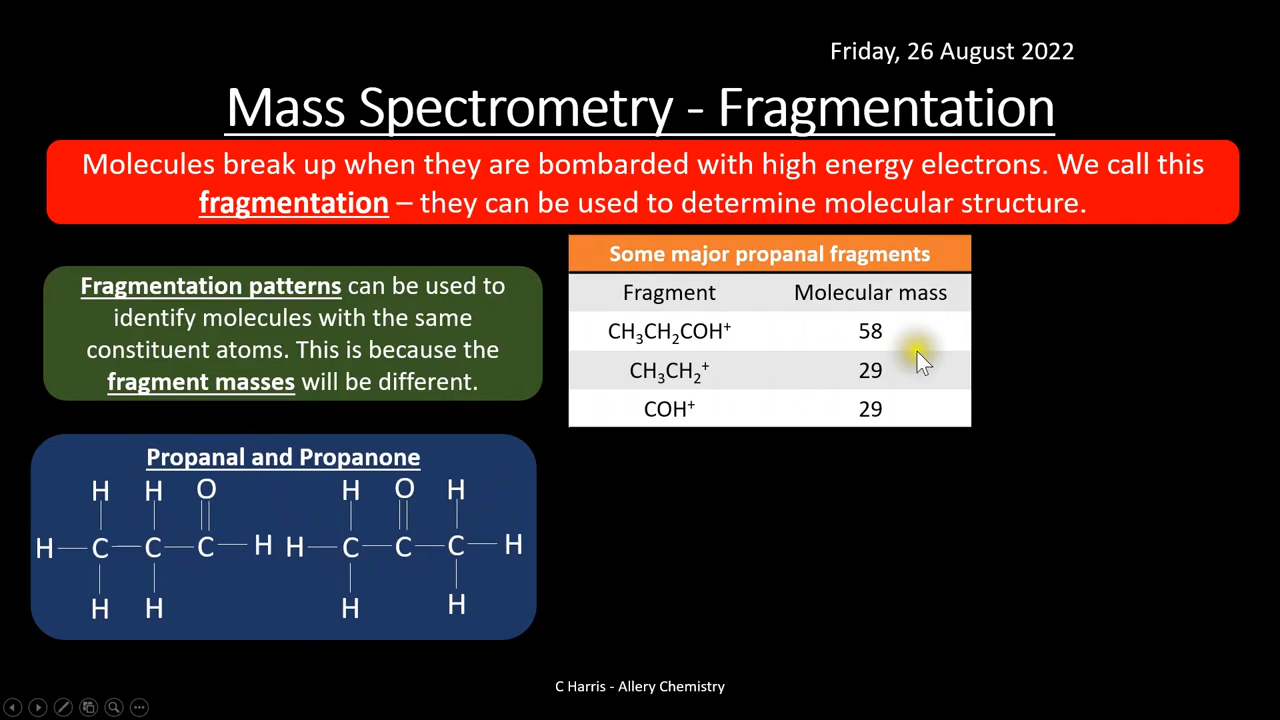 Friday, 26 August 2022
Mass Spectrometry - Fragmentation
Molecules break up when they are bombarded with high energy electrons. We call this
fragmentation – they can be used to determine molecular structure.
Fragmentation patterns can be used to
identify molecules with the same
constituent atoms. This is because the
fragment masses will be different.
Some major propanal fragments
Fragment Molecular mass
CH₃CH₂COH⁺ 58
CH₃CH₂⁺ 29
COH⁺ 29
Propanal and Propanone
H H O H O H
H C C C H H C C C H
H H H H
C Harris - Allery Chemistry